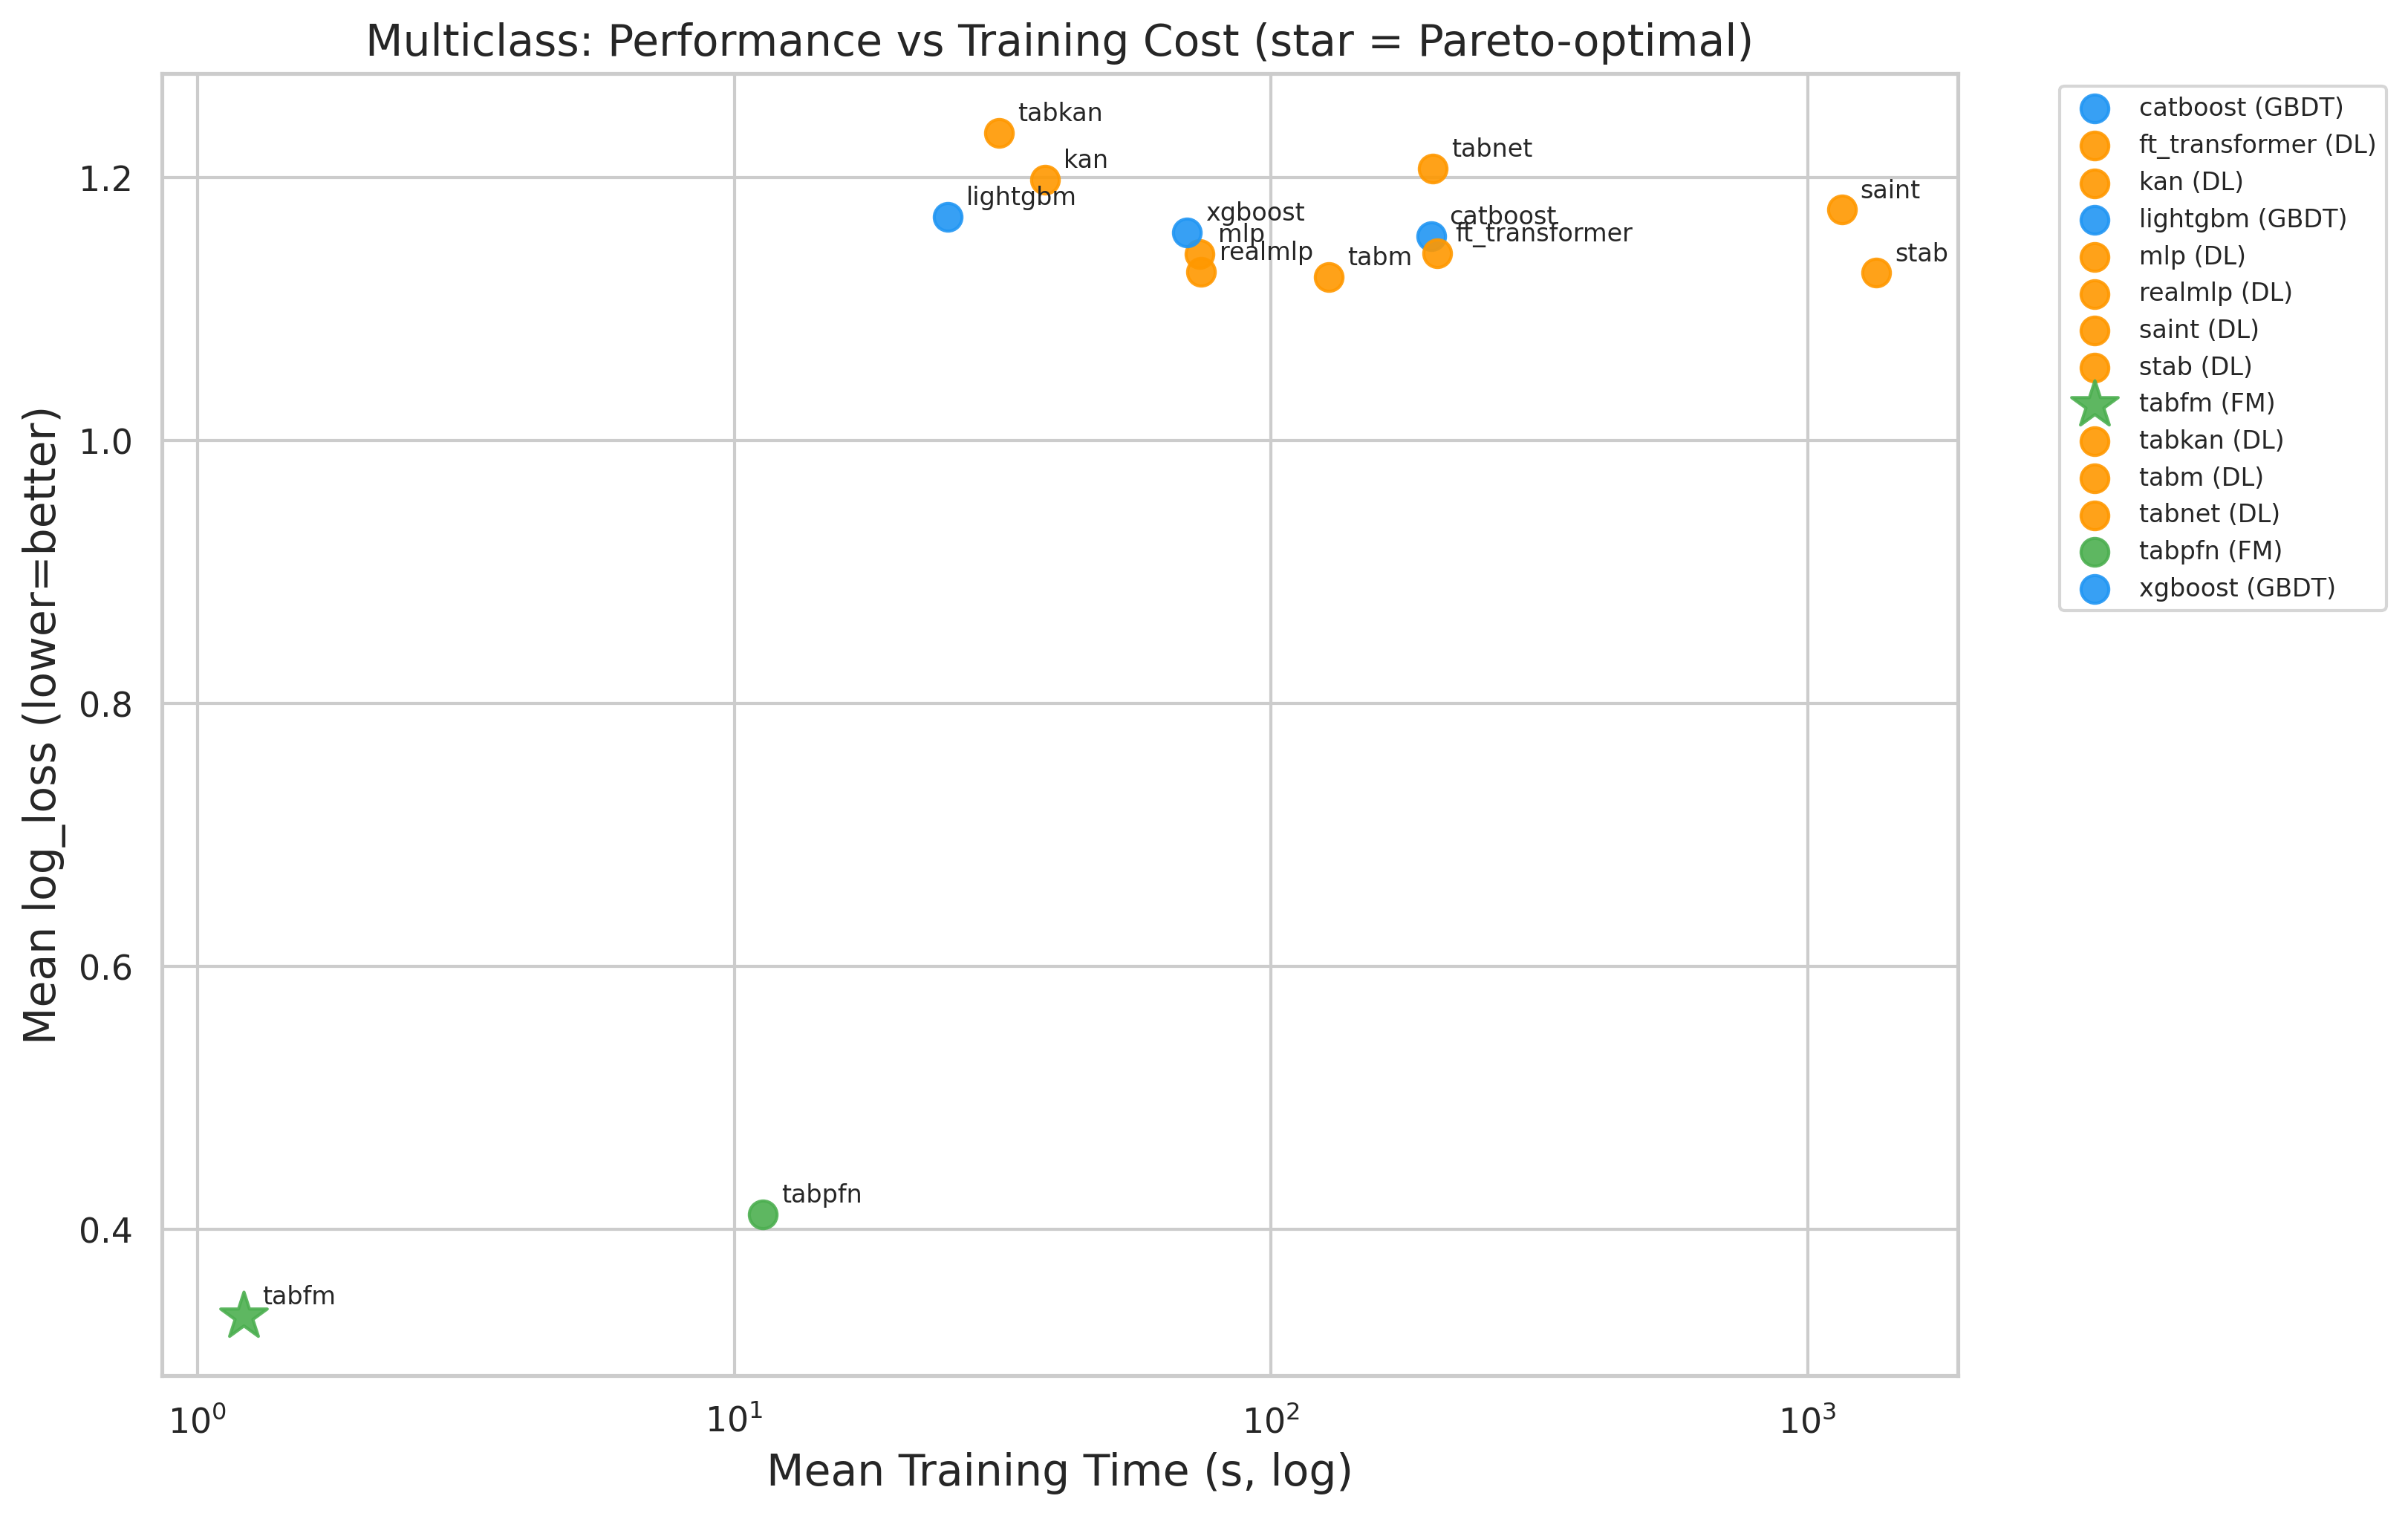 Multiclass: Performance vs Training Cost (star = Pareto-optimal)
Mean log_loss (lower=better)
1.2
1.0
0.8
0.6
0.4
tabkan
kan
lightgbm
xgboost
mlp
realmlp
tabm
tabnet
catboost
ft_transformer
saint
stab
tabpfn
tabfm
10⁰
10¹
10²
10³
Mean Training Time (s, log)
catboost (GBDT)
ft_transformer (DL)
kan (DL)
lightgbm (GBDT)
mlp (DL)
realmlp (DL)
saint (DL)
stab (DL)
tabfm (FM)
tabkan (DL)
tabm (DL)
tabnet (DL)
tabpfn (FM)
xgboost (GBDT)